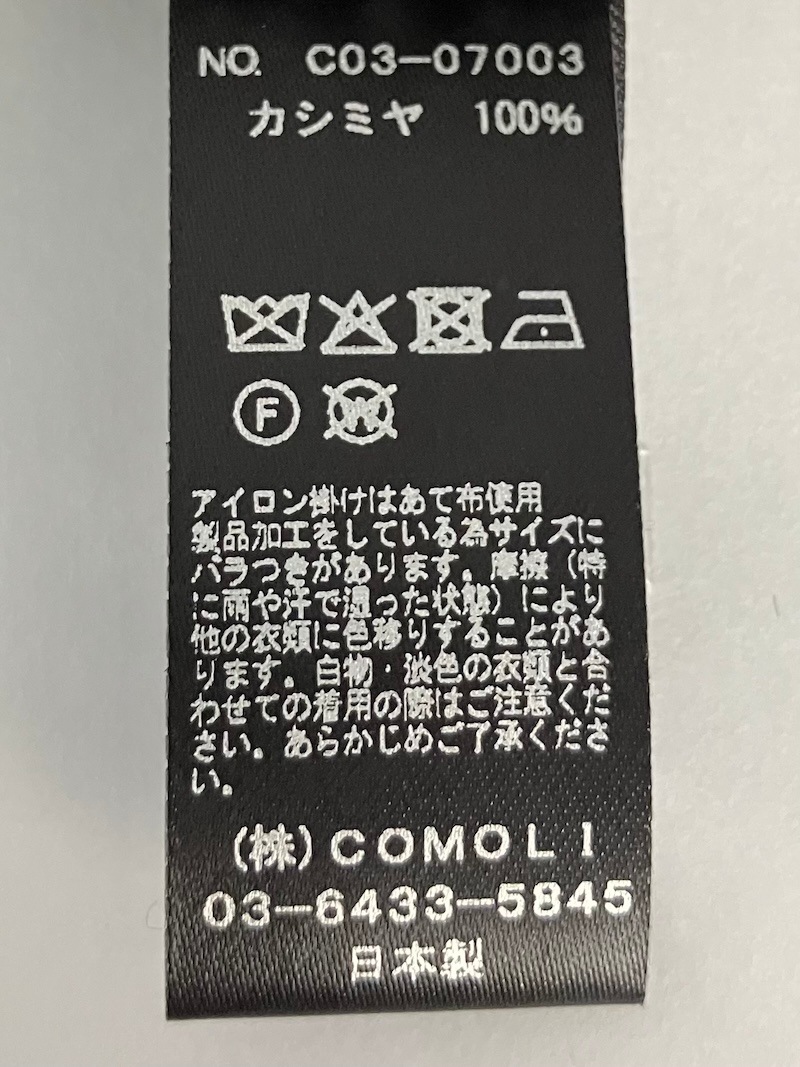 NO. C03-07003
カシミヤ 100%
F
W
アイロン掛けはあて布使用
製品加工をしている為サイズに
バラつきがあります。摩擦（特
に雨や汗で湿った状態）により
他の衣類に色移りすることがあ
ります。白物・淡色の衣類と合
わせての着用の際はご注意くだ
さい。あらかじめご了承くださ
い。
(株)COMOLI
03-6433-5845
日本製